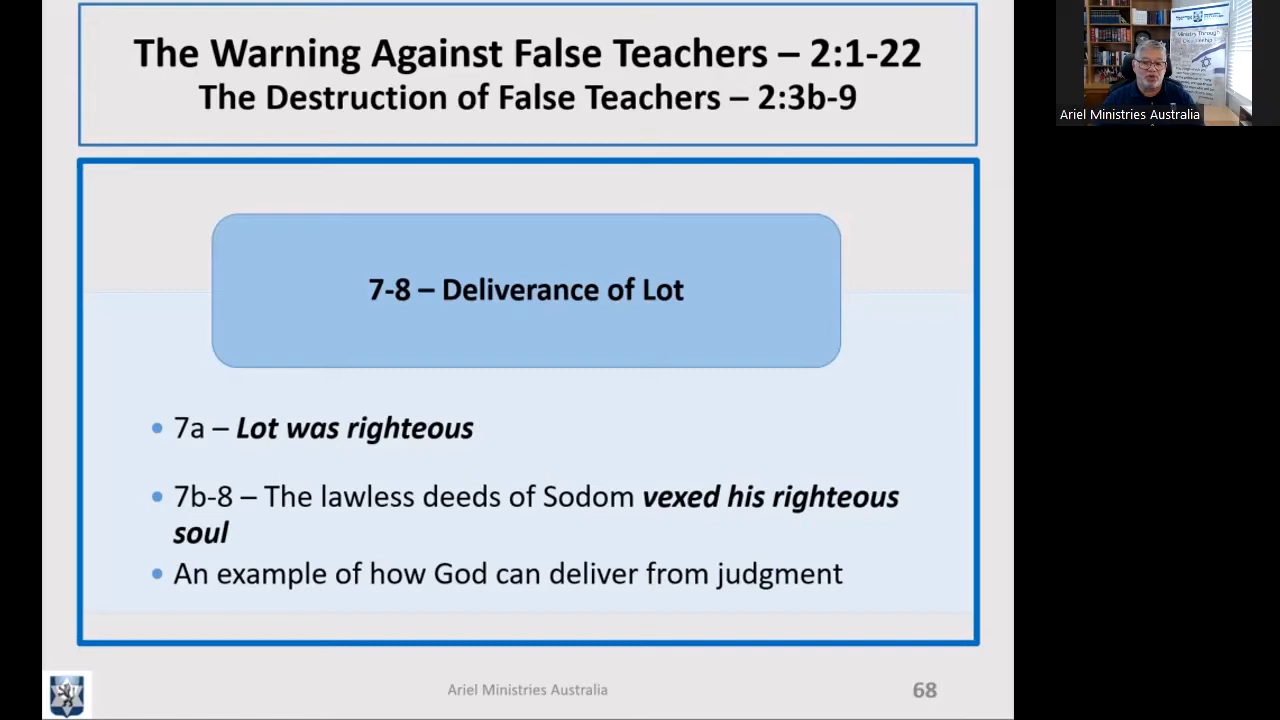 The Warning Against False Teachers – 2:1-22
The Destruction of False Teachers – 2:3b-9
7-8 – Deliverance of Lot
• 7a – Lot was righteous
• 7b-8 – The lawless deeds of Sodom vexed his righteous
soul
• An example of how God can deliver from judgment
Ariel Ministries Australia
68
Ministry Through
Ariel Ministries Australia